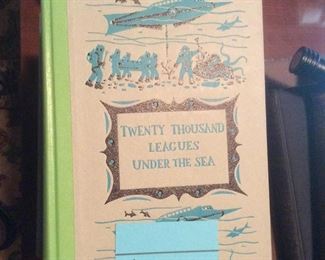 TWENTY THOUSAND
LEAGUES
UNDER THE SEA